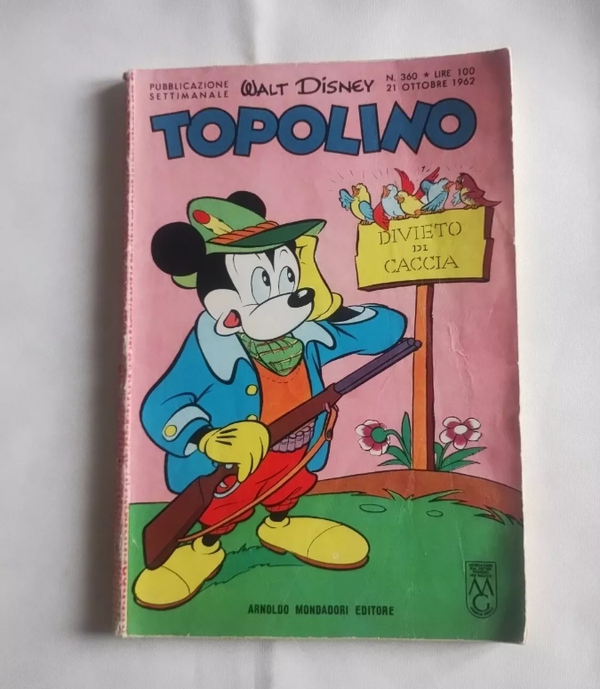 PUBBLICAZIONE
SETTIMANALE
WALT DISNEY
N. 360 ★ LIRE 100
21 OTTOBRE 1962
TOPOLINO
DIVIETO
DI
CACCIA
ARNOLDO MONDADORI EDITORE